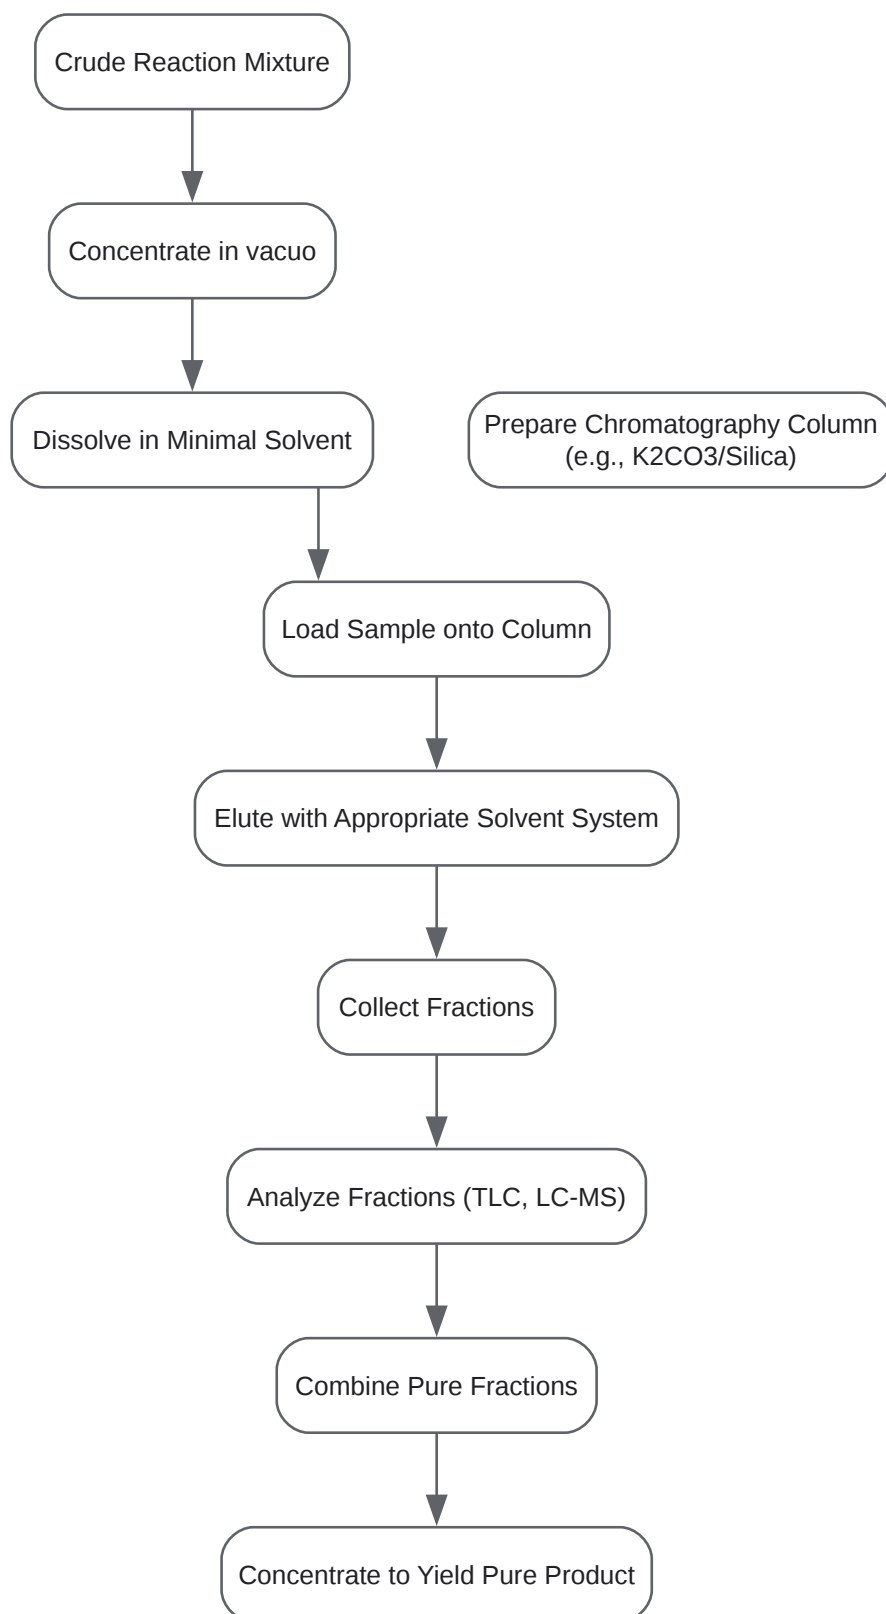 Crude Reaction Mixture
Concentrate in vacuo
Dissolve in Minimal Solvent
Prepare Chromatography Column
(e.g., K2CO3/Silica)
Load Sample onto Column
Elute with Appropriate Solvent System
Collect Fractions
Analyze Fractions (TLC, LC-MS)
Combine Pure Fractions
Concentrate to Yield Pure Product